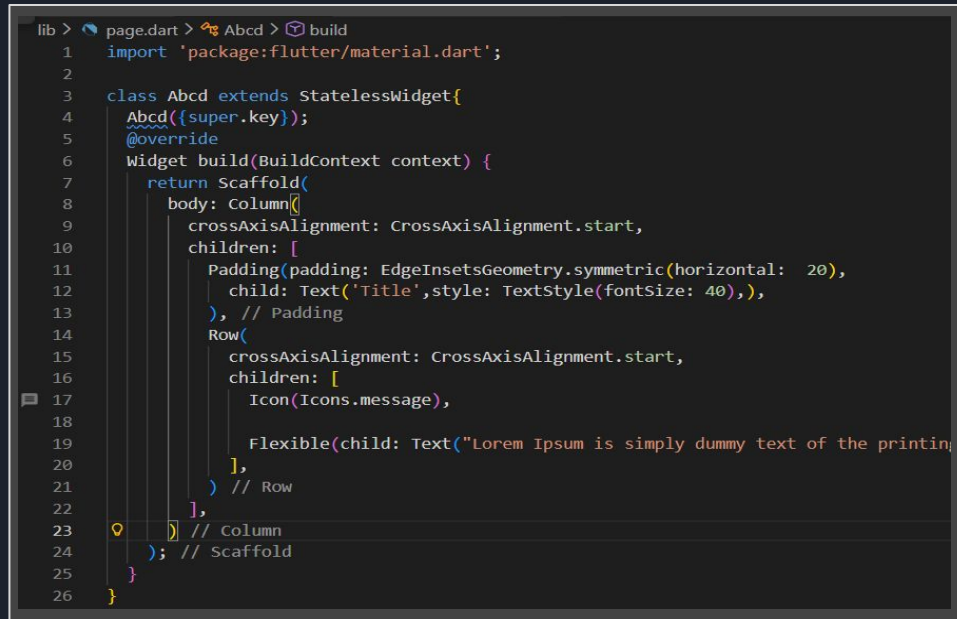 lib > page.dart > Abcd > build
1 import 'package:flutter/material.dart';
2
3 class Abcd extends StatelessWidget{
4   Abcd({super.key});
5   @override
6   Widget build(BuildContext context) {
7     return Scaffold(
8       body: Column(
9         crossAxisAlignment: CrossAxisAlignment.start,
10         children: [
11           Padding(padding: EdgeInsetsGeometry.symmetric(horizontal:  20),
12             child: Text('Title',style: TextStyle(fontSize: 40),),
13           ), // Padding
14           Row(
15             crossAxisAlignment: CrossAxisAlignment.start,
16             children: [
17               Icon(Icons.message),
18
19               Flexible(child: Text("Lorem Ipsum is simply dummy text of the printing
20             ],
21           ) // Row
22         ],
23       ) // Column
24     ); // Scaffold
25   }
26 }